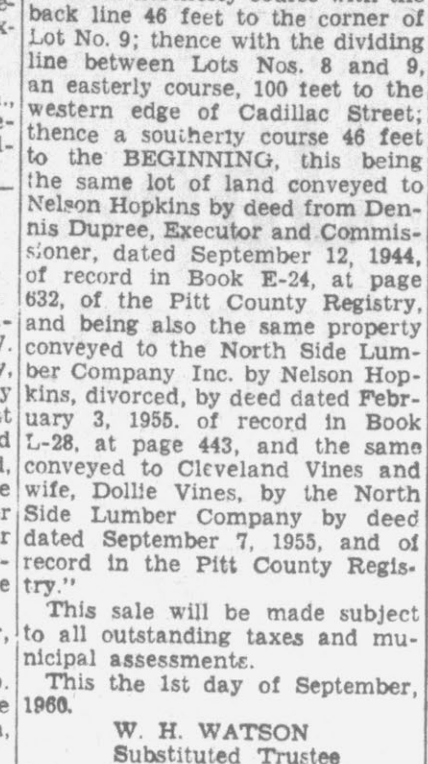 back line 46 feet to the corner of
Lot No. 9; thence with the dividing
line between Lots Nos. 8 and 9,
an easterly course, 100 feet to the
western edge of Cadillac Street;
thence a southerly course 46 feet
to the BEGINNING, this being
the same lot of land conveyed to
Nelson Hopkins by deed from Den-
nis Dupree, Executor and Commis-
sioner, dated September 12, 1944,
of record in Book E-24, at page
632, of the Pitt County Registry,
and being also the same property
conveyed to the North Side Lum-
ber Company Inc. by Nelson Hop-
kins, divorced, by deed dated Febr-
uary 3, 1955. of record in Book
L-28, at page 443, and the same
conveyed to Cleveland Vines and
wife, Dollie Vines, by the North
Side Lumber Company by deed
dated September 7, 1955, and of
record in the Pitt County Regis-
try."
This sale will be made subject
to all outstanding taxes and mu-
nicipal assessments.
This the 1st day of September,
1960.
W. H. WATSON
Substituted Trustee